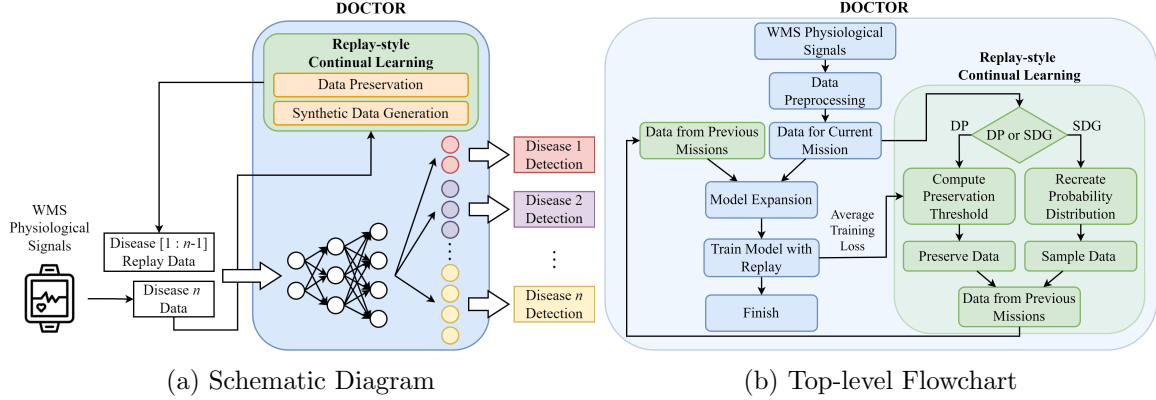 DOCTOR
Replay-style
Continual Learning
Data Preservation
Synthetic Data Generation
Disease 1
Detection
Disease 2
Detection
Disease n
Detection
WMS
Physiological
Signals
Disease [1 : n-1]
Replay Data
Disease n
Data
(a) Schematic Diagram
DOCTOR
WMS Physiological
Signals
Data
Preprocessing
Data from Previous
Missions
Data for Current
Mission
Model Expansion
Train Model with
Replay
Finish
Average
Training
Loss
Replay-style
Continual Learning
DP or SDG
DP
SDG
Compute
Preservation
Threshold
Recreate
Probability
Distribution
Preserve Data
Sample Data
Data from Previous
Missions
(b) Top-level Flowchart